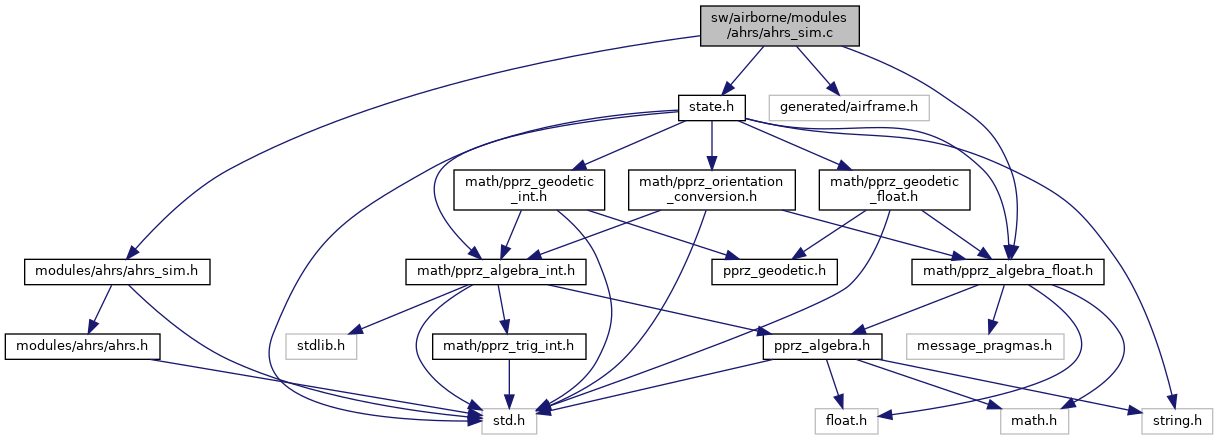 sw/airborne/modules
/ahrs/ahrs_sim.c
state.h
generated/airframe.h
math/pprz_geodetic
_int.h
math/pprz_orientation
_conversion.h
math/pprz_geodetic
_float.h
modules/ahrs/ahrs_sim.h
math/pprz_algebra_int.h
pprz_geodetic.h
math/pprz_algebra_float.h
modules/ahrs/ahrs.h
stdlib.h
math/pprz_trig_int.h
pprz_algebra.h
message_pragmas.h
std.h
float.h
math.h
string.h